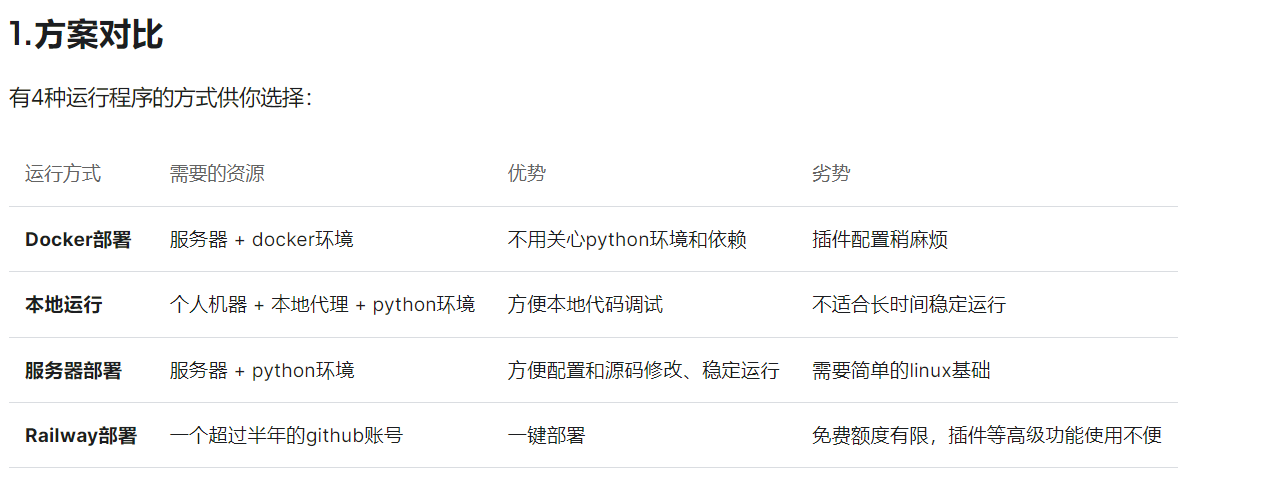 1.方案对比
有4种运行程序的方式供你选择：
运行方式 需要的资源 优势 劣势
Docker部署 服务器 + docker环境 不用关心python环境和依赖 插件配置稍麻烦
本地运行 个人机器 + 本地代理 + python环境 方便本地代码调试 不适合长时间稳定运行
服务器部署 服务器 + python环境 方便配置和源码修改、稳定运行 需要简单的linux基础
Railway部署 一个超过半年的github账号 一键部署 免费额度有限，插件等高级功能使用不便